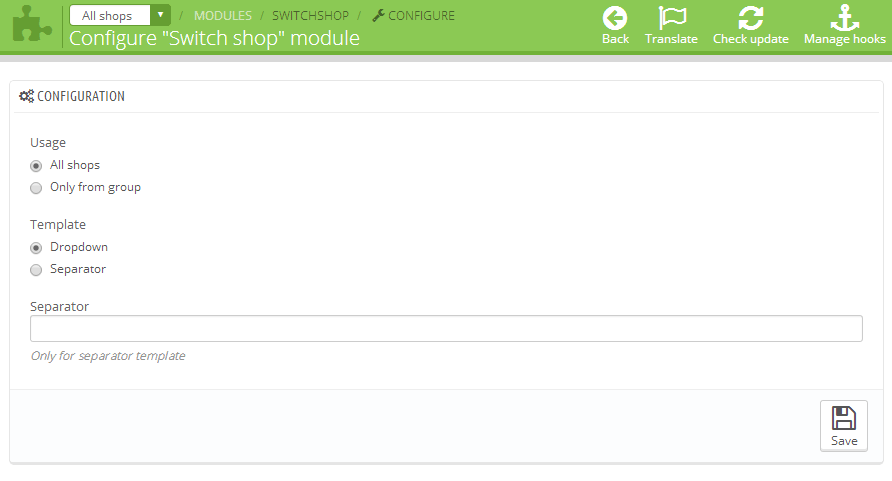 All shops ▼ / MODULES / SWITCHSHOP / CONFIGURE
Configure "Switch shop" module
Back Translate Check update Manage hooks
CONFIGURATION
Usage
All shops
Only from group
Template
Dropdown
Separator
Separator
Only for separator template
Save